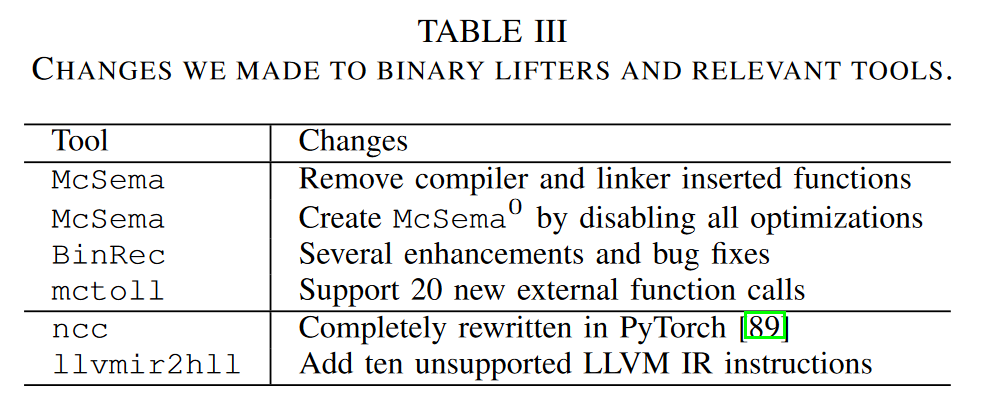 TABLE III
CHANGES WE MADE TO BINARY LIFTERS AND RELEVANT TOOLS.
Tool Changes
McSema Remove compiler and linker inserted functions
McSema Create McSema⁰ by disabling all optimizations
BinRec Several enhancements and bug fixes
mctoll Support 20 new external function calls
ncc Completely rewritten in PyTorch [89]
llvmir2hll Add ten unsupported LLVM IR instructions